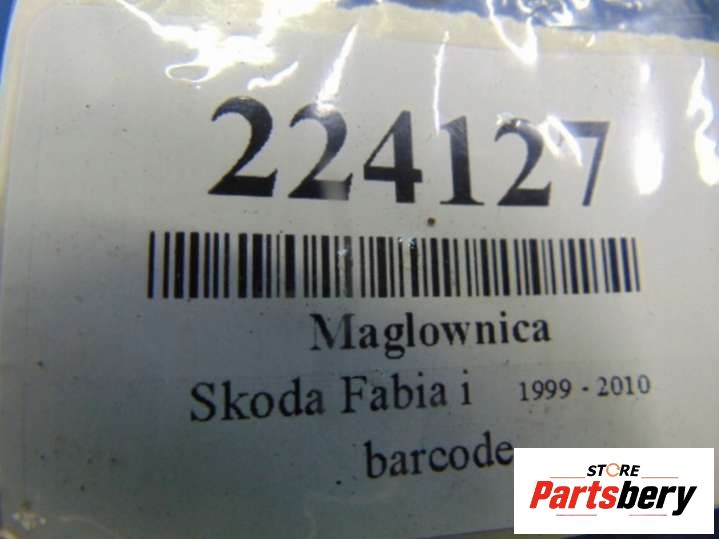 224127
Maglownica
Skoda Fabia i 1999 - 2010
barcode
STORE
Partsbery